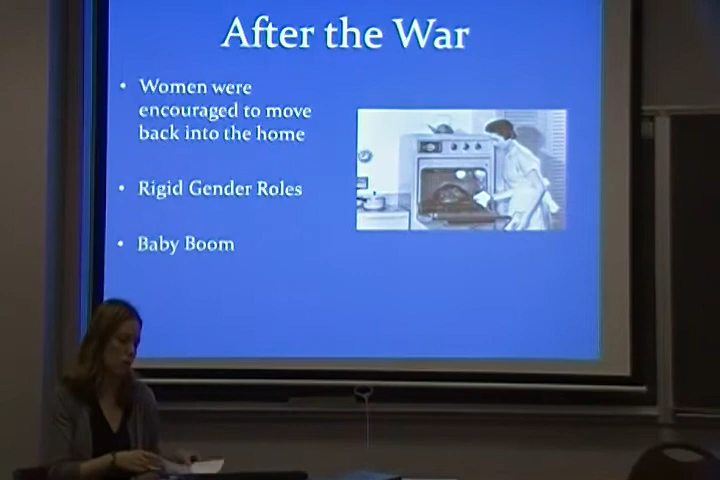 After the War
• Women were
encouraged to move
back into the home
• Rigid Gender Roles
• Baby Boom